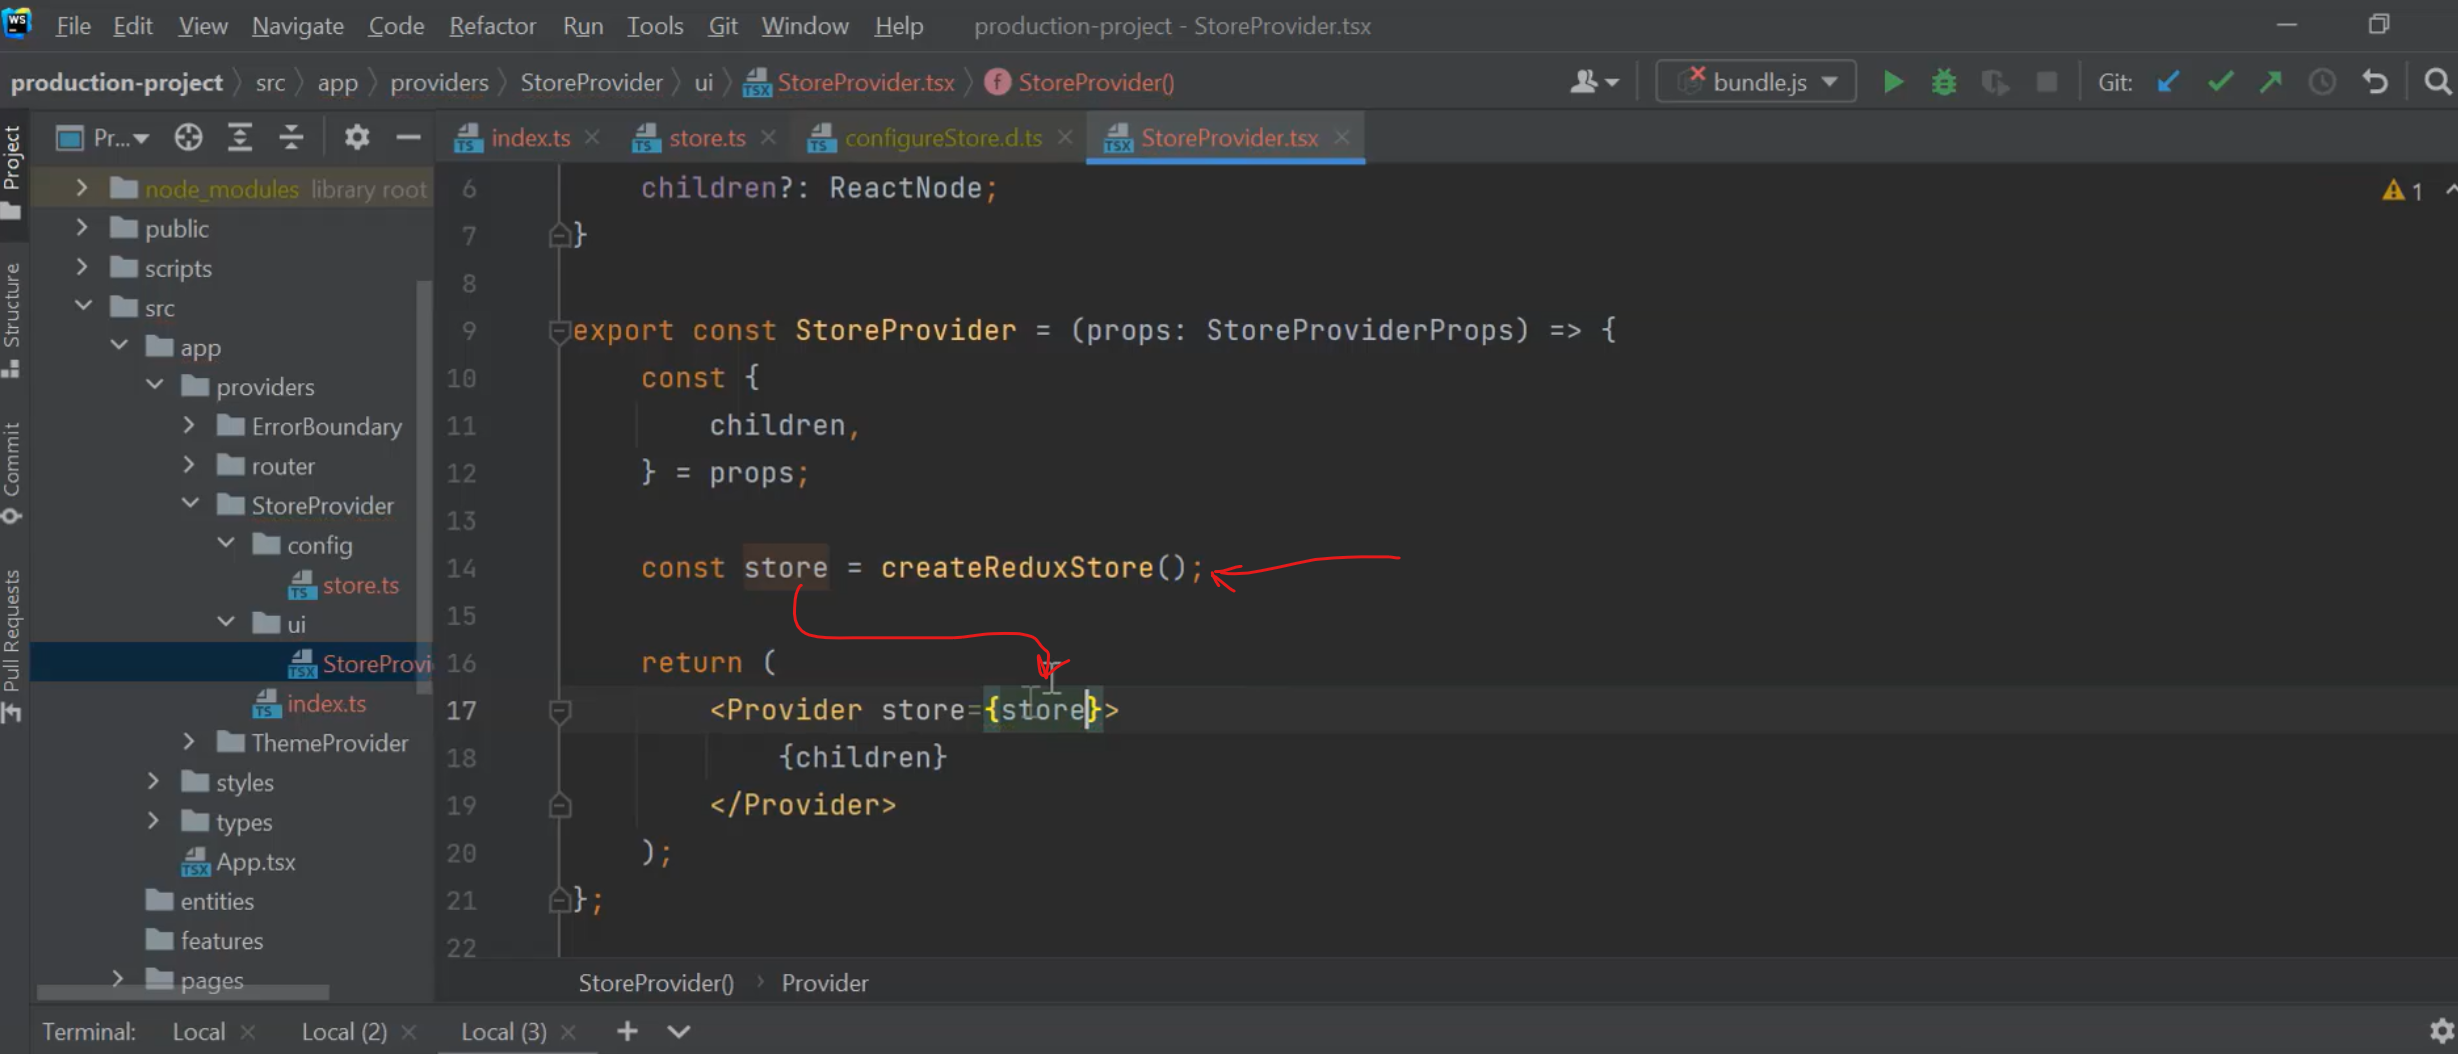 File Edit View Navigate Code Refactor Run Tools Git Window Help production-project - StoreProvider.tsx
production-project src app providers StoreProvider ui StoreProvider.tsx StoreProvider() bundle.js Git:
Project
Structure
Commit
Pull Requests
Pr...
node_modules library root
public
scripts
src
app
providers
ErrorBoundary
router
StoreProvider
config
store.ts
ui
StoreProvi
index.ts
ThemeProvider
styles
types
App.tsx
entities
features
pages
index.ts store.ts configureStore.d.ts StoreProvider.tsx
6 children?: ReactNode; 1
7 }
8
9 export const StoreProvider = (props: StoreProviderProps) => {
10 const {
11 children,
12 } = props;
13
14 const store = createReduxStore();
15
16 return (
17 <Provider store={store}>
18 {children}
19 </Provider>
20 );
21 };
22
StoreProvider() Provider
Terminal: Local Local (2) Local (3)